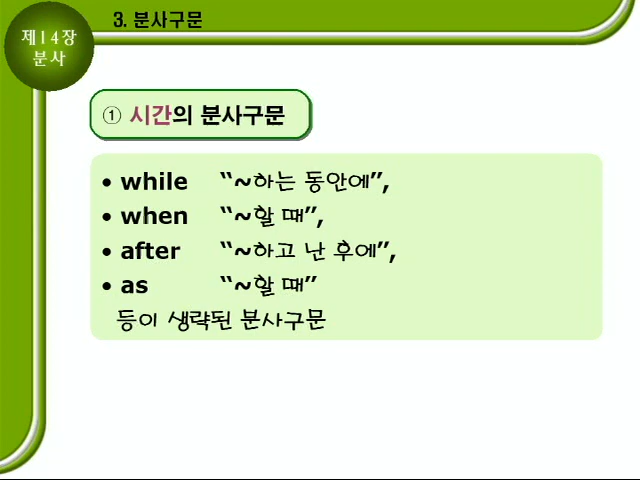 제14장
분사
3. 분사구문
① 시간의 분사구문
• while “~하는 동안에”,
• when “~할 때”,
• after “~하고 난 후에”,
• as “~할 때”
등이 생략된 분사구문